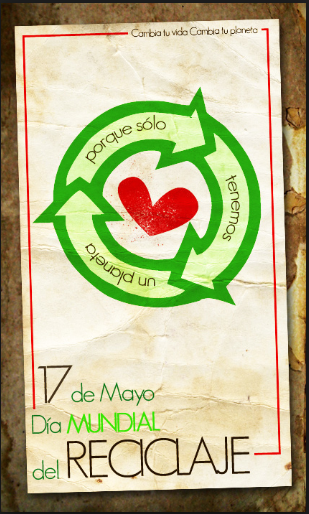 Cambia tu vida Cambia tu planeta
porque sólo
tenemos
un planeta
17 de Mayo
Día MUNDIAL
del RECICLAJE